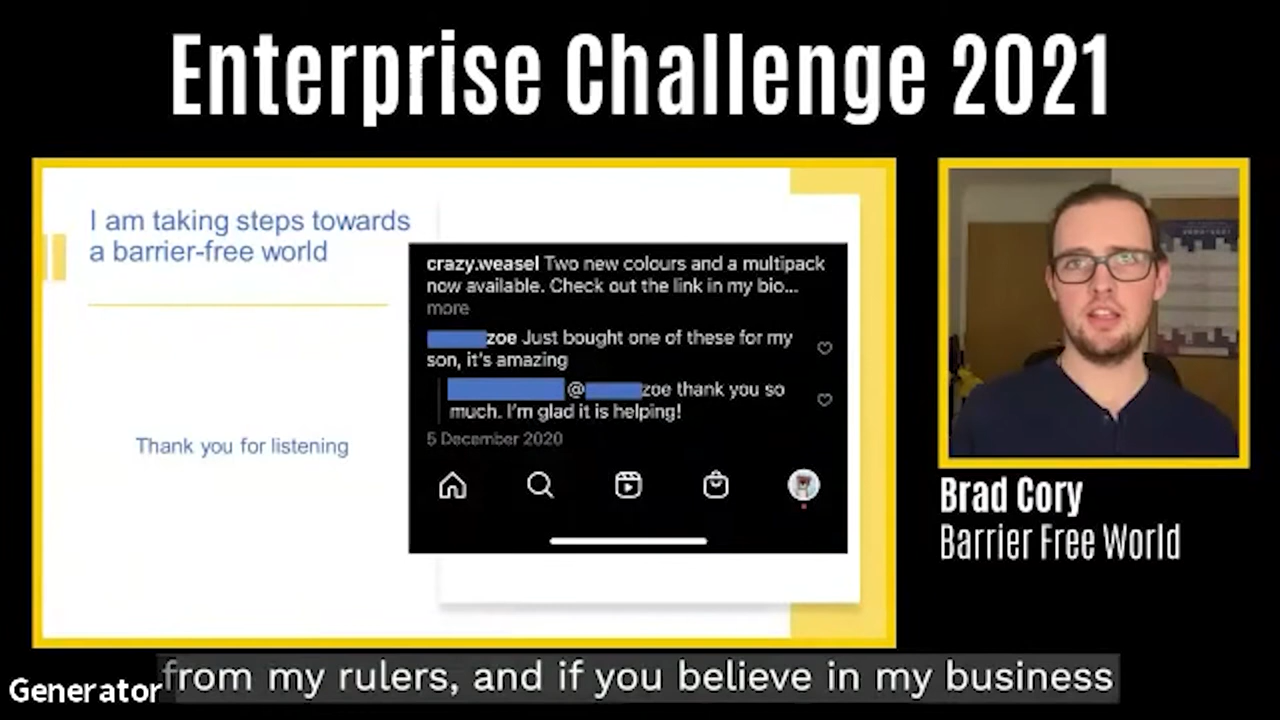 Enterprise Challenge 2021
I am taking steps towards
a barrier-free world
Thank you for listening
crazy.weasel Two new colours and a multipack
now available. Check out the link in my bio...
more
zoe Just bought one of these for my
son, it's amazing
@zoe thank you so
much. I'm glad it is helping!
5 December 2020
Brad Cory
Barrier Free World
from my rulers, and if you believe in my business
Generator